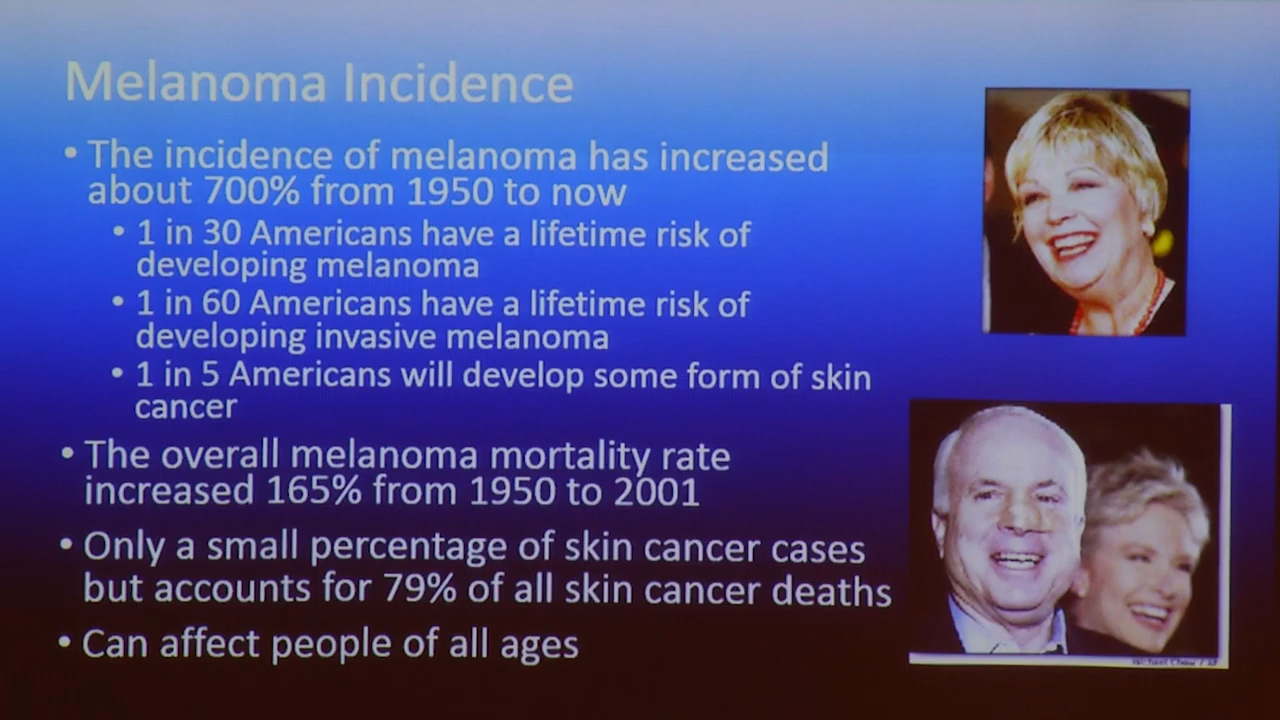 Melanoma Incidence
• The incidence of melanoma has increased
about 700% from 1950 to now
• 1 in 30 Americans have a lifetime risk of
developing melanoma
• 1 in 60 Americans have a lifetime risk of
developing invasive melanoma
• 1 in 5 Americans will develop some form of skin
cancer
• The overall melanoma mortality rate
increased 165% from 1950 to 2001
• Only a small percentage of skin cancer cases
but accounts for 79% of all skin cancer deaths
• Can affect people of all ages
Michael Chow / AP